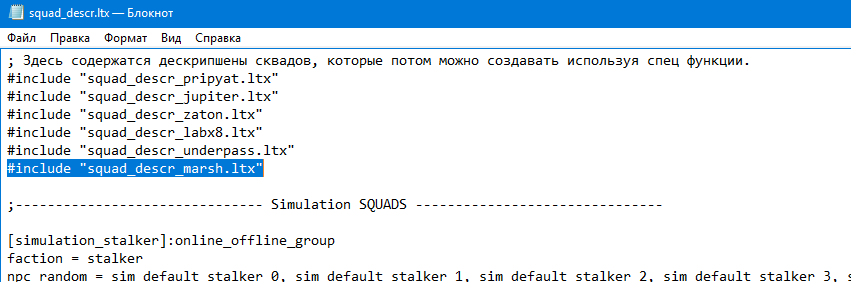 squad_descr.ltx — Блокнот
Файл Правка Формат Вид Справка
; Здесь содержатся дескрипшены сквадов, которые потом можно создавать используя спец функции.
#include "squad_descr_pripyat.ltx"
#include "squad_descr_jupiter.ltx"
#include "squad_descr_zaton.ltx"
#include "squad_descr_labx8.ltx"
#include "squad_descr_underpass.ltx"
#include "squad_descr_marsh.ltx"
;------------------------------- Simulation SQUADS -------------------------------
[simulation_stalker]:online_offline_group
faction = stalker
npc_random = sim_default_stalker_0, sim_default_stalker_1, sim_default_stalker_2, sim_default_stalker_3,